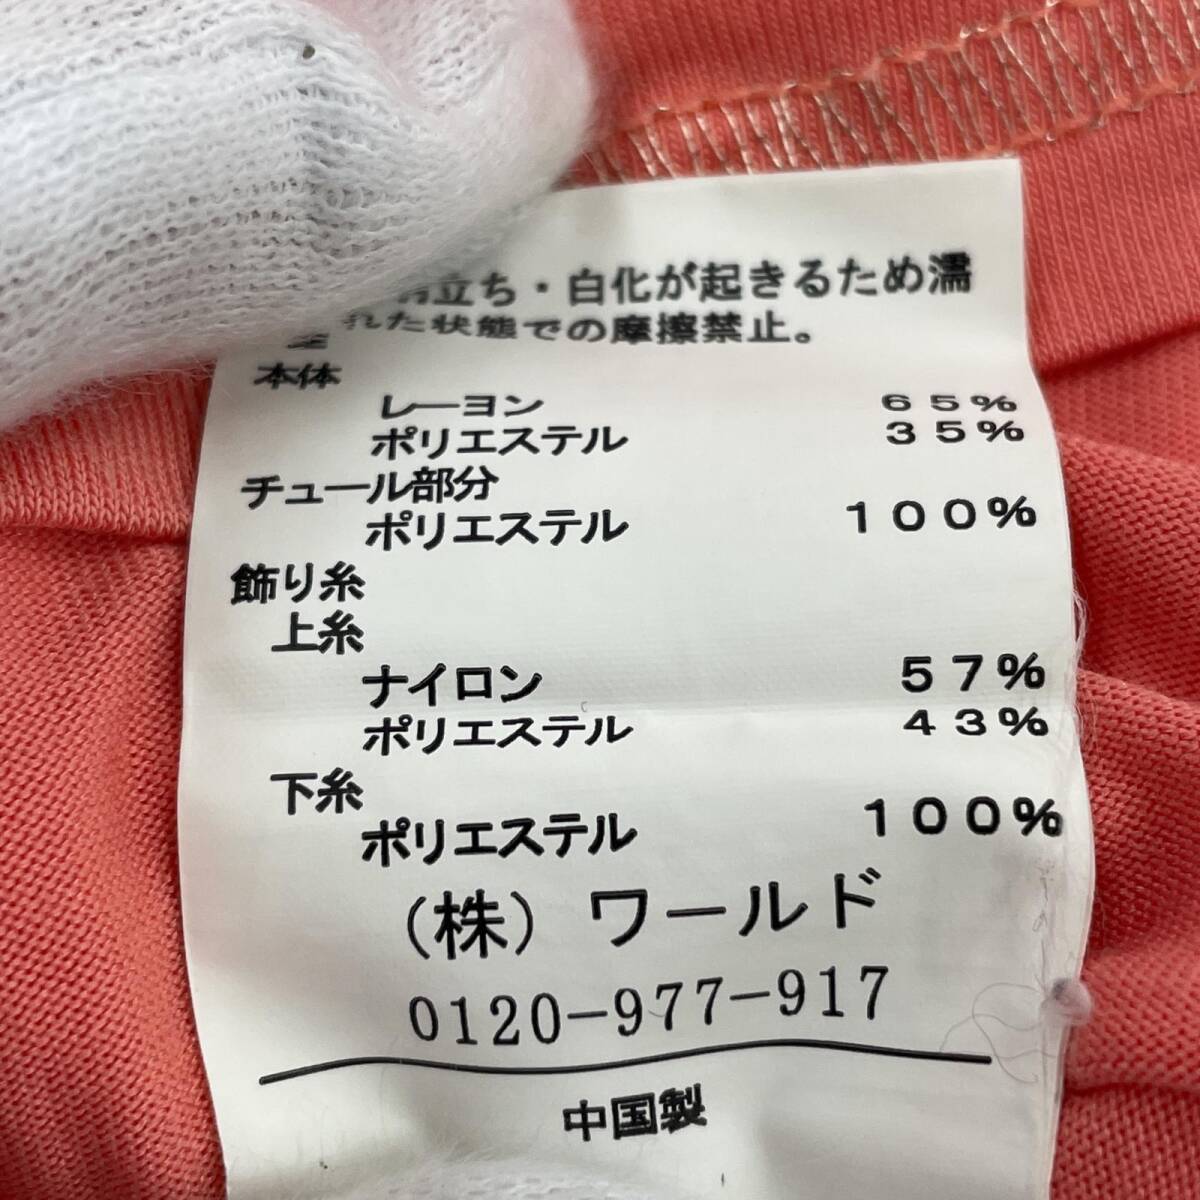 立ち・白化が起きるため濡
れた状態での摩擦禁止。
本体
レーヨン 65%
ポリエステル 35%
チュール部分
ポリエステル 100%
飾り糸
上糸
ナイロン 57%
ポリエステル 43%
下糸
ポリエステル 100%
(株) ワールド
0120-977-917
中国製